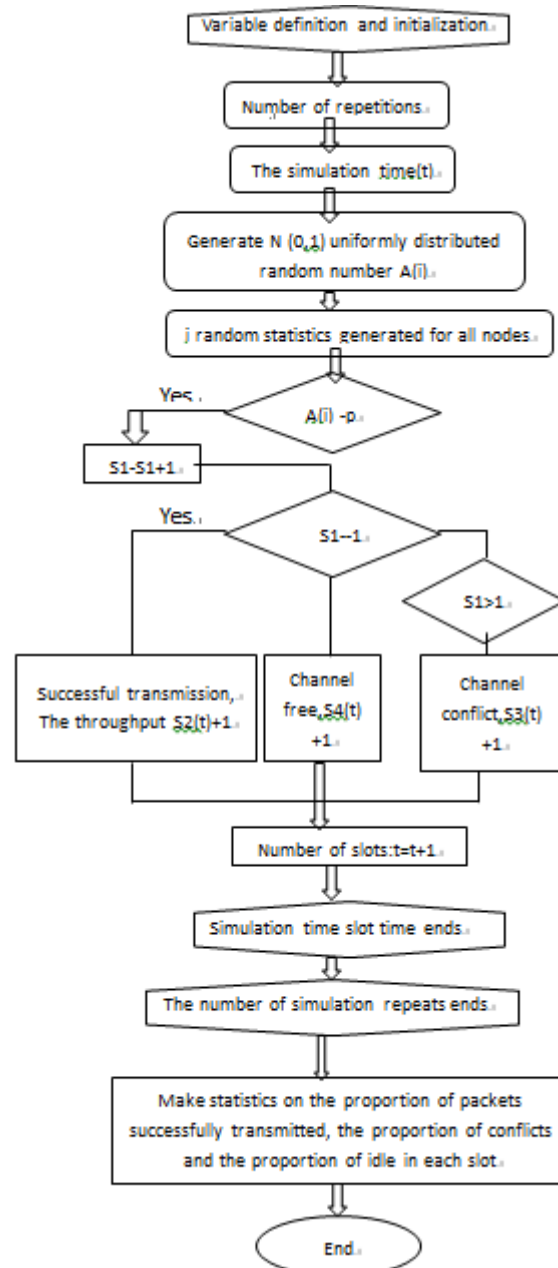 Variable definition and initialization.
Number of repetitions.
The simulation time(t).
Generate N (0,1) uniformly distributed
random number A(i).
j random statistics generated for all nodes.
Yes.
A(i) -p.
S1-S1+1.
Yes.
S1--1.
S1>1.
Successful transmission,
The throughput S2(t)+1.
Channel
free,S4(t)
+1.
Channel
conflict,S3(t)
+1.
Number of slots:t=t+1.
Simulation time slot time ends.
The number of simulation repeats ends.
Make statistics on the proportion of packets
successfully transmitted, the proportion of conflicts
and the proportion of idle in each slot.
End.